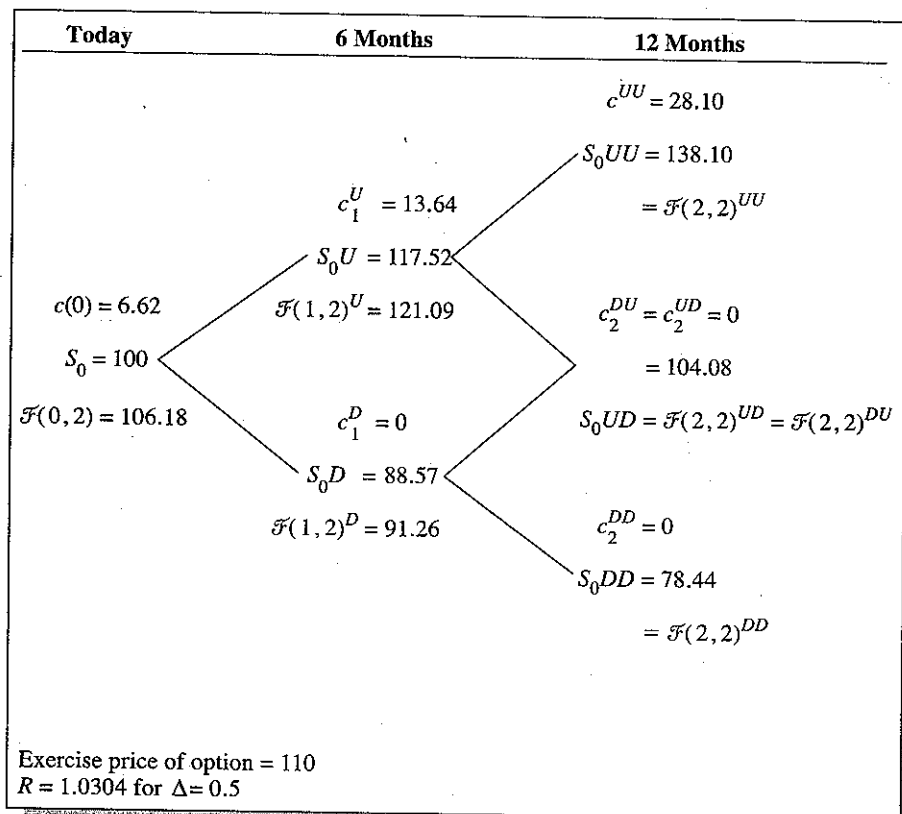 Today 6 Months 12 Months
c^{UU} = 28.10
S_0UU = 138.10
c_1^U = 13.64
= ℱ(2,2)^{UU}
S_0U = 117.52
c(0) = 6.62
ℱ(1,2)^U = 121.09
c_2^{DU} = c_2^{UD} = 0
S_0 = 100
= 104.08
ℱ(0,2) = 106.18
c_1^D = 0
S_0UD = ℱ(2,2)^{UD} = ℱ(2,2)^{DU}
S_0D = 88.57
ℱ(1,2)^D = 91.26
c_2^{DD} = 0
S_0DD = 78.44
= ℱ(2,2)^{DD}
Exercise price of option = 110
R = 1.0304 for Δ= 0.5